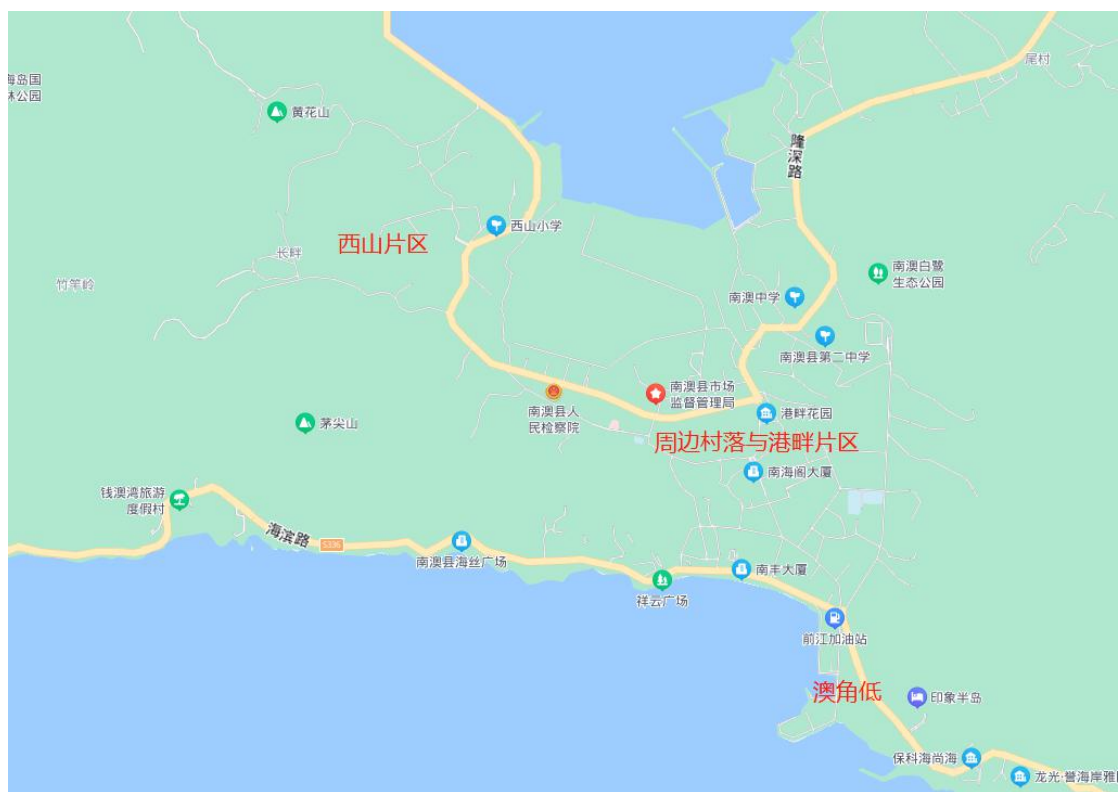 海岛国
林公园
黄花山
尾村
隆深路
西山小学
西山片区
长畔
竹竿岭
南澳白鹭
生态公园
南澳中学
南澳县第二中学
南澳县人
民检察院
南澳县市场
监督管理局
港畔花园
周边村落与港畔片区
茅尖山
南海阁大厦
钱澳湾旅游
度假村
海滨路
S336
南澳县海丝广场
祥云广场
南丰大厦
前江加油站
澳角低
印象半岛
保科海尚海
龙光·誉海岸雅